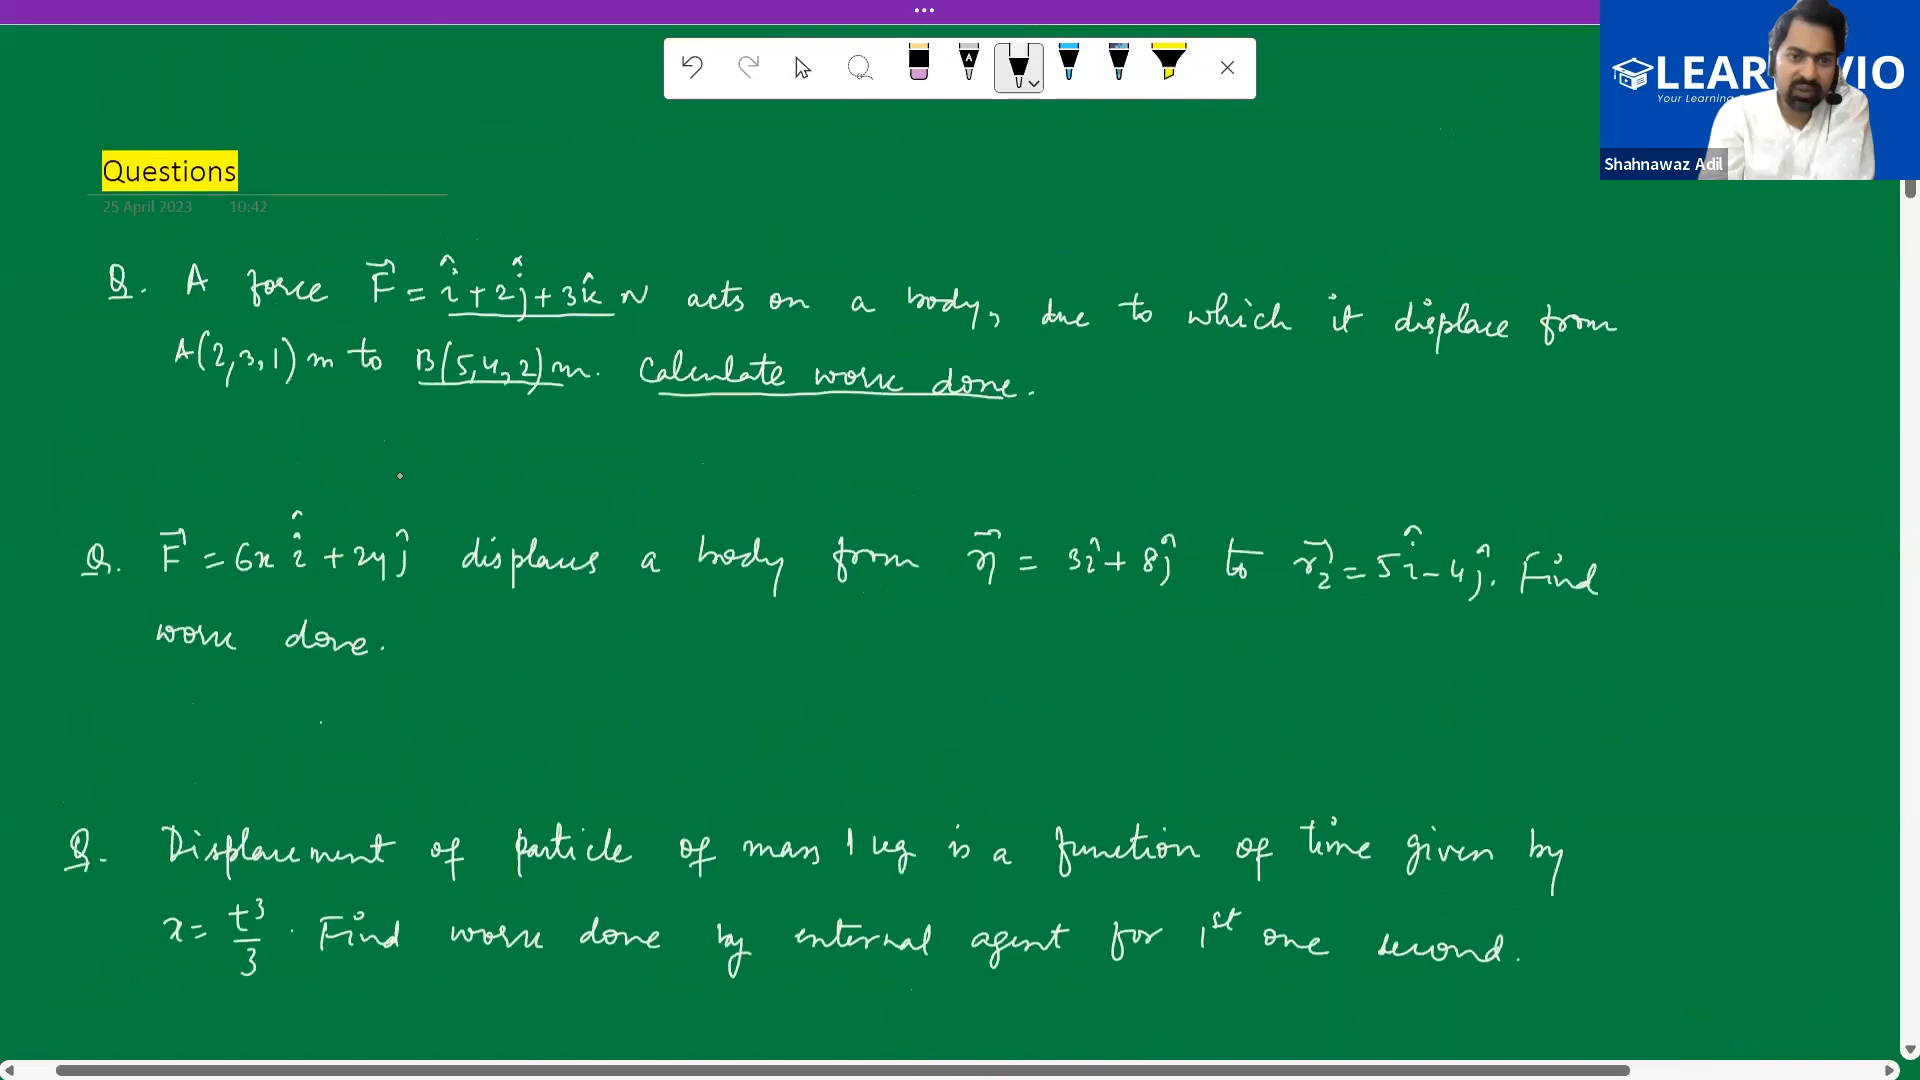 LEAR VIO
Your Learning
Shahnawaz Adil
Questions
25 April 2023 10:42
Q. A force F⃗ = î + 2ĵ + 3k̂ N acts on a body, due to which it displace from
A(2,3,1) m to B(5,4,2) m. Calculate work done.
Q. F⃗ = 6x î + 2y ĵ displaces a body from r⃗1 = 3î + 8ĵ to r⃗2 = 5î - 4ĵ. Find
work done.
Q. Displacement of particle of mass 1 kg is a function of time given by
x = t³/3 . Find work done by external agent for 1st one second.